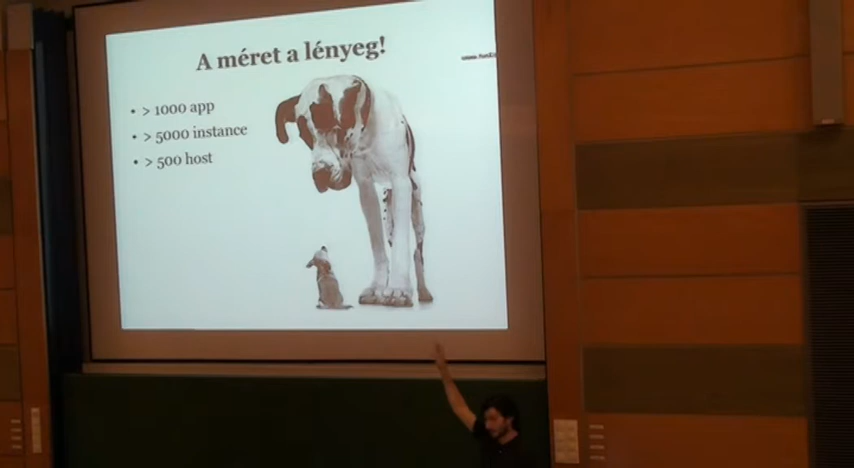 A méret a lényeg!
• > 1000 app
• > 5000 instance
• > 500 host